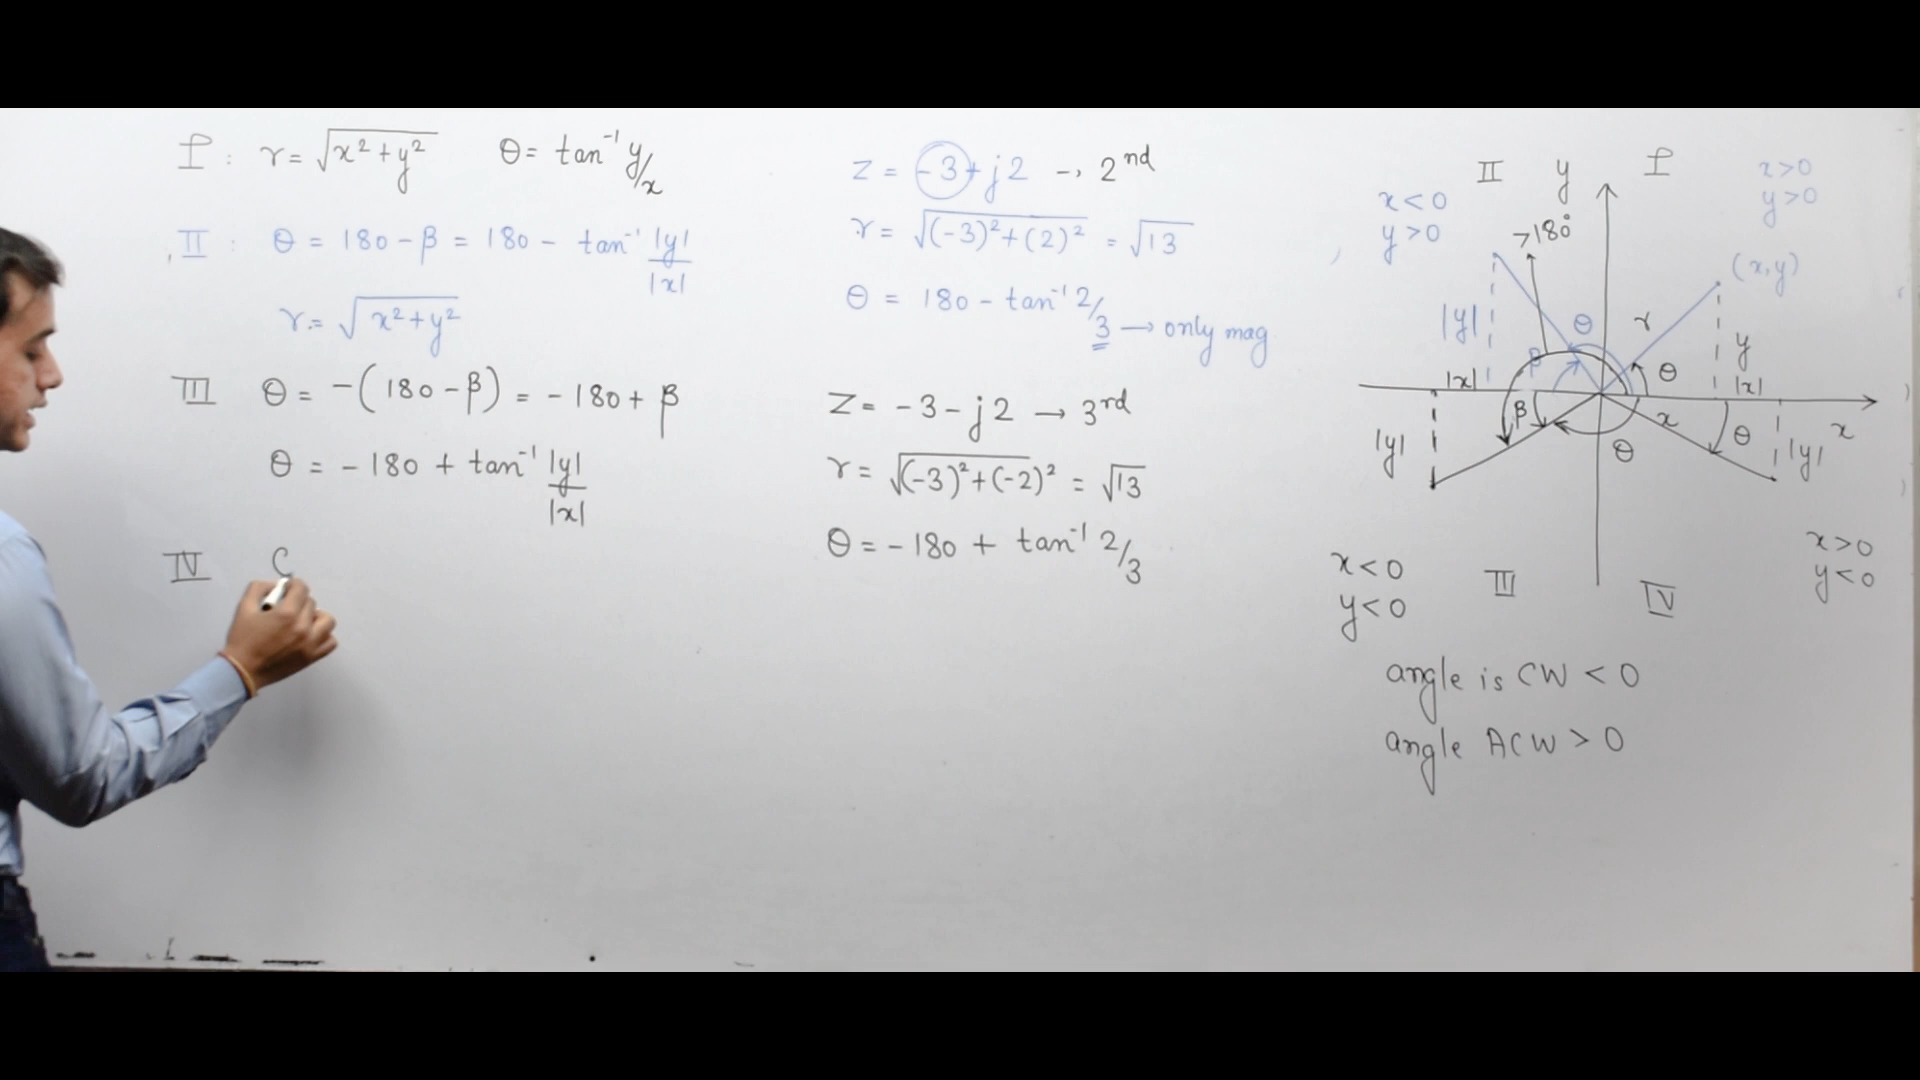 I : r = √x² + y² θ = tan⁻¹ y/x
II : θ = 180 - β = 180 - tan⁻¹ |y|/|x|
r = √x² + y²
III θ = -(180 - β) = - 180 + β
θ = - 180 + tan⁻¹ |y|/|x|
IV
z = -3 + j2 → 2nd
r = √(-3)² + (2)² = √13
θ = 180 - tan⁻¹ 2/3 → only mag
Z = -3 - j2 → 3rd
r = √(-3)² + (-2)² = √13
θ = - 180 + tan⁻¹ 2/3
II y I
x < 0
y > 0
x > 0
y > 0
>180°
(x, y)
|y| θ r y
β θ
|x| |x|
β x θ x
|y| θ |y|
x < 0
y < 0
III IV
x > 0
y < 0
angle is CW < 0
angle ACW > 0